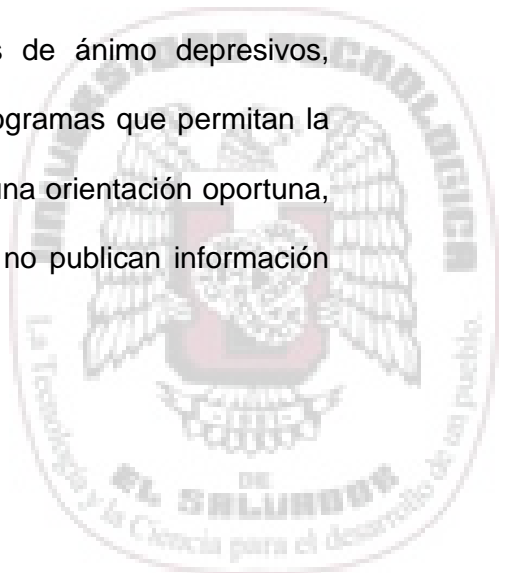 s de ánimo depresivos,
ogramas que permitan la
una orientación oportuna,
no publican información
UNIVERSIDAD TECNOLOGICA
La Tecnología y la Ciencia para el desarrollo de un pueblo.
DE
EL SALVADOR